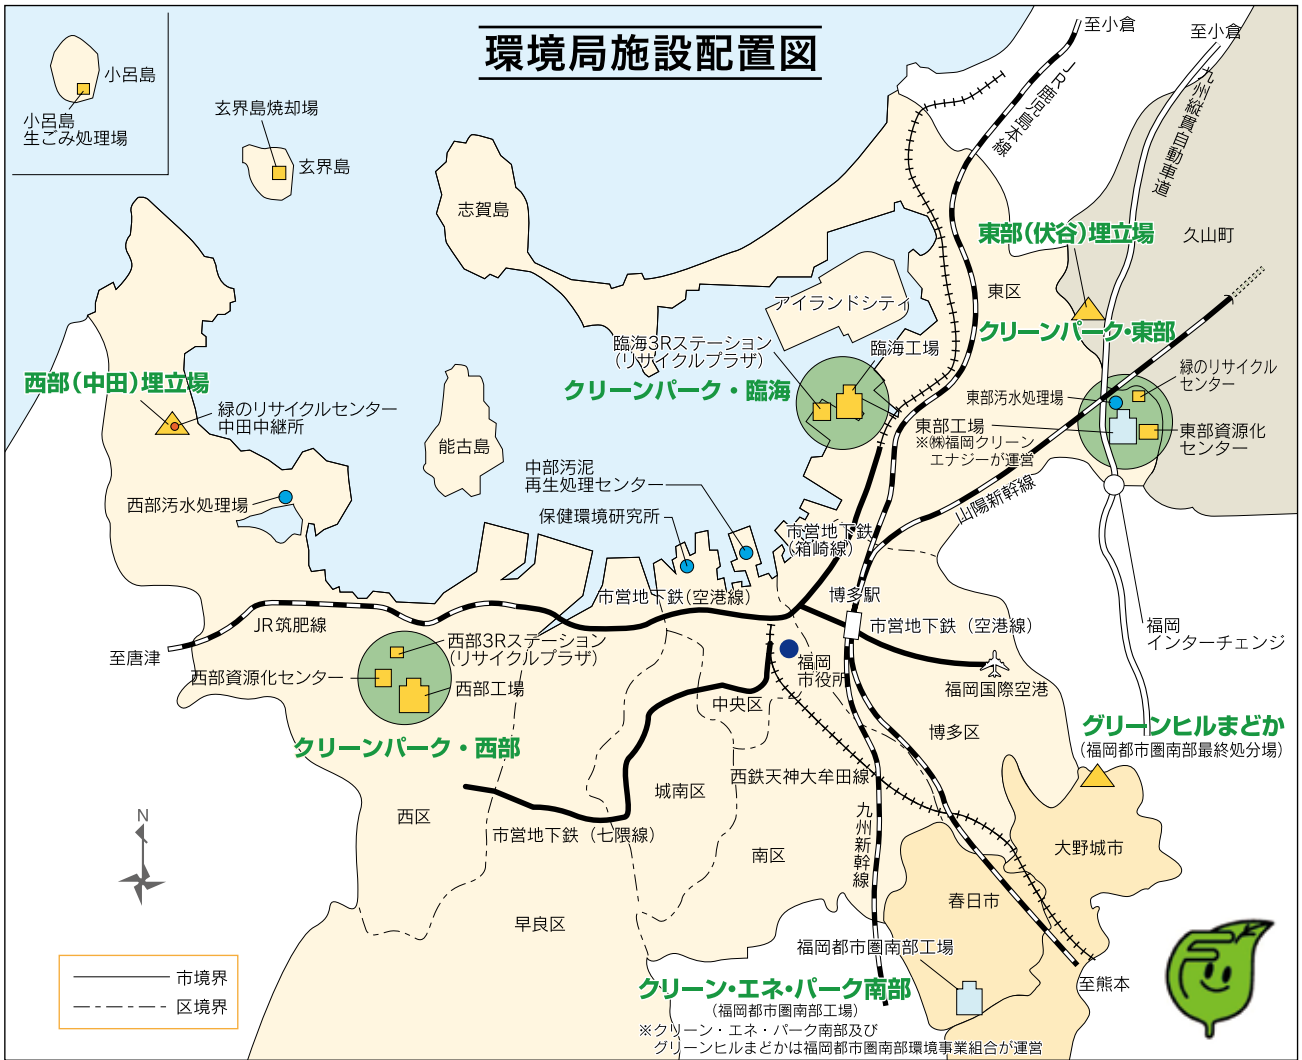 環境局施設配置図
小呂島
小呂島
生ごみ処理場
玄界島焼却場
玄界島
志賀島
至小倉
至小倉
JR鹿児島本線
九州縦貫自動車道
東部(伏谷)埋立場
久山町
東区
アイランドシティ
クリーンパーク・東部
臨海3Rステーション
(リサイクルプラザ)
臨海工場
クリーンパーク・臨海
緑のリサイクル
センター
東部汚水処理場
東部工場
※㈱福岡クリーン
エナジーが運営
東部資源化
センター
西部(中田)埋立場
緑のリサイクルセンター
中田中継所
能古島
中部汚泥
再生処理センター
西部汚水処理場
保健環境研究所
山陽新幹線
市営地下鉄
(箱崎線)
市営地下鉄(空港線)
博多駅
市営地下鉄(空港線)
福岡
インターチェンジ
JR筑肥線
至唐津
西部3Rステーション
(リサイクルプラザ)
西部資源化センター
西部工場
福岡
市役所
福岡国際空港
中央区
博多区
クリーンパーク・西部
グリーンヒルまどか
(福岡都市圏南部最終処分場)
西鉄天神大牟田線
城南区
西区
市営地下鉄(七隈線)
九州新幹線
南区
大野城市
春日市
早良区
N
福岡都市圏南部工場
市境界
区境界
クリーン・エネ・パーク南部
(福岡都市圏南部工場)
至熊本
※クリーン・エネ・パーク南部及び
グリーンヒルまどかは福岡都市圏南部環境事業組合が運営